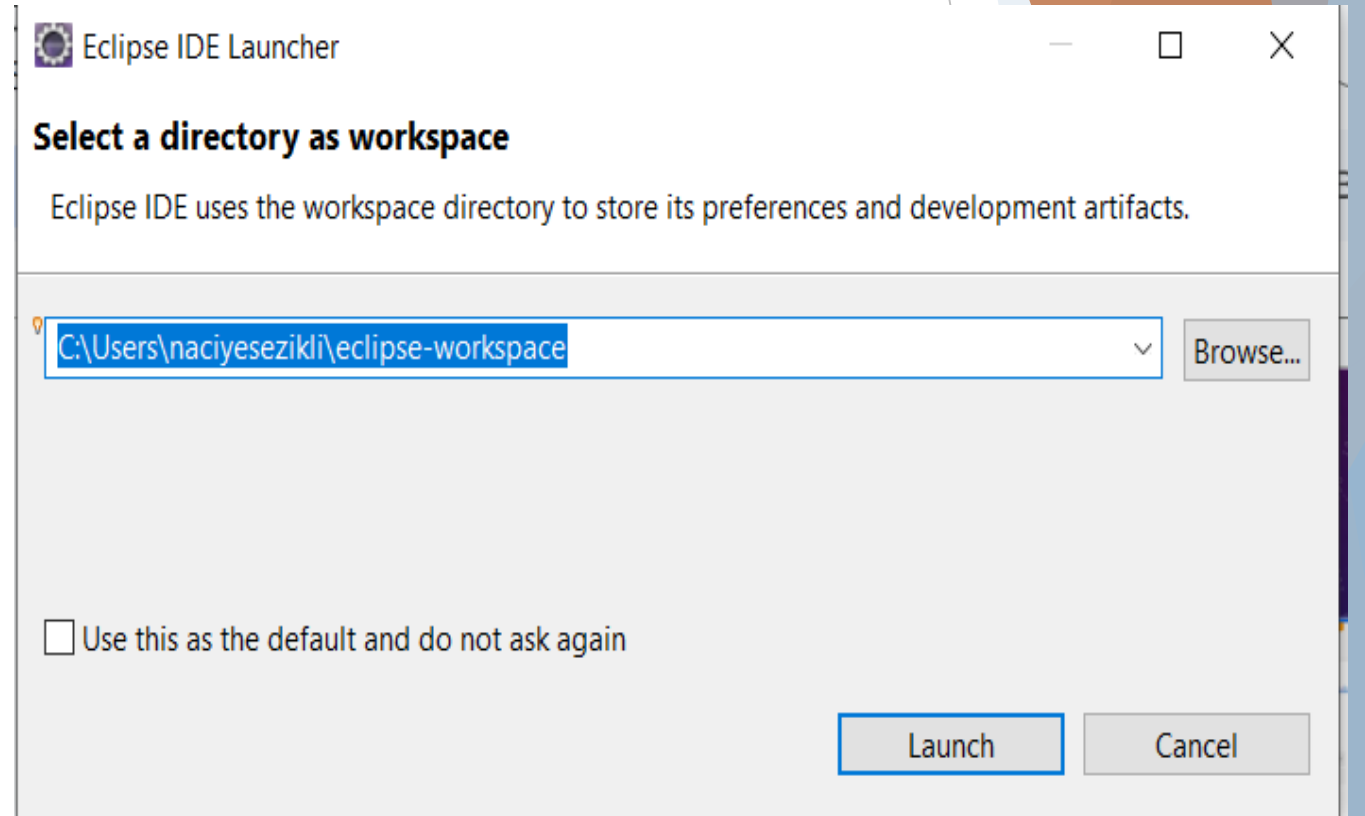 Eclipse IDE Launcher
Select a directory as workspace
Eclipse IDE uses the workspace directory to store its preferences and development artifacts.
C:\Users\naciyesezikli\eclipse-workspace
Browse...
Use this as the default and do not ask again
Launch
Cancel